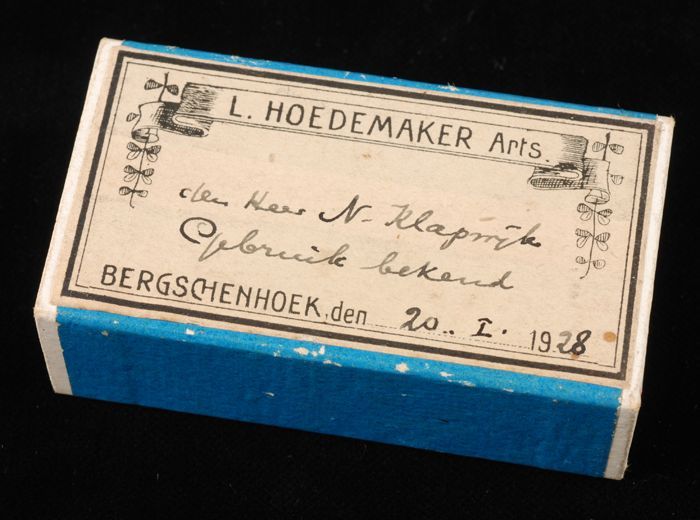 L. HOEDEMAKER Arts.
den Heer N. Klapwijk
Gebruik bekend
BERGSCHENHOEK, den 20. I. 1928